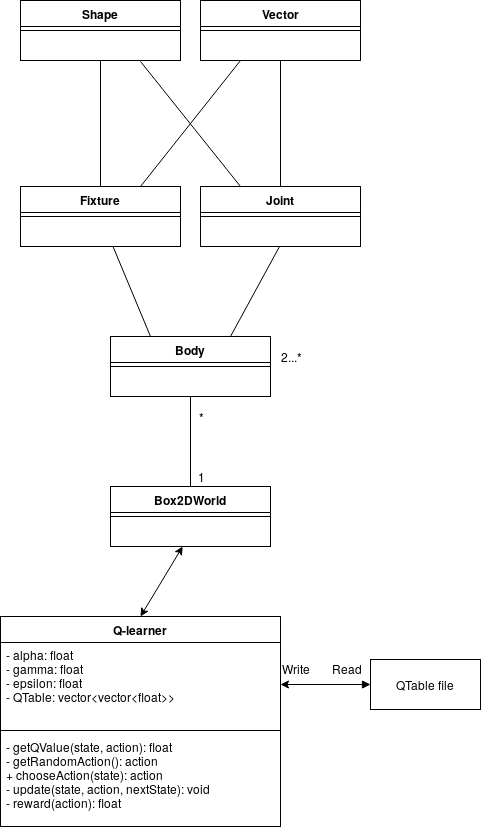 Shape
Vector
Fixture
Joint
Body
2...*
*
1
Box2DWorld
Q-learner
- alpha: float
- gamma: float
- epsilon: float
- QTable: vector<vector<float>>
- getQValue(state, action): float
- getRandomAction(): action
+ chooseAction(state): action
- update(state, action, nextState): void
- reward(action): float
Write
Read
QTable file